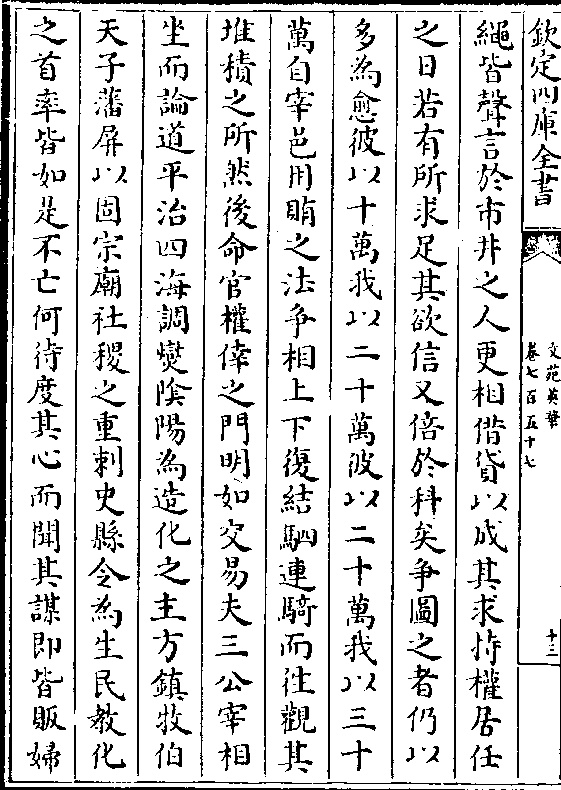 欽定四庫全書
文苑英華
卷七百五十七
十三
繩皆聲言於市井之人更相借貸以成其求持權居任
之日若有所求足其欲信又倍於科矣爭圖之者仍以
多為愈彼以十萬我以二十萬彼以二十萬我以三十
萬自宰邑用賄之法爭相上下復結駟連騎而往觀其
堆積之所然後命官權倖之門明如交易夫三公宰相
坐而論道平治四海調爕隂陽為造化之主方鎮牧伯
天子藩屏以固宗廟社稷之重刺史縣令為生民教化
之首率皆如是不亡何待度其心而聞其謀即皆販婦